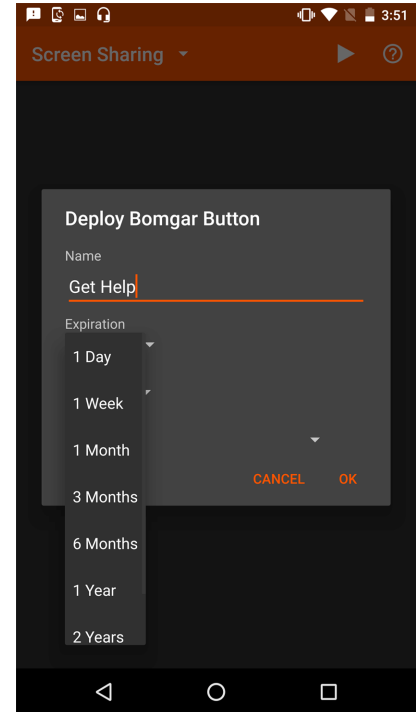 3:51
Screen Sharing
Deploy Bomgar Button
Name
Get Help
Expiration
1 Day
1 Week
1 Month
3 Months
CANCEL OK
6 Months
1 Year
2 Years